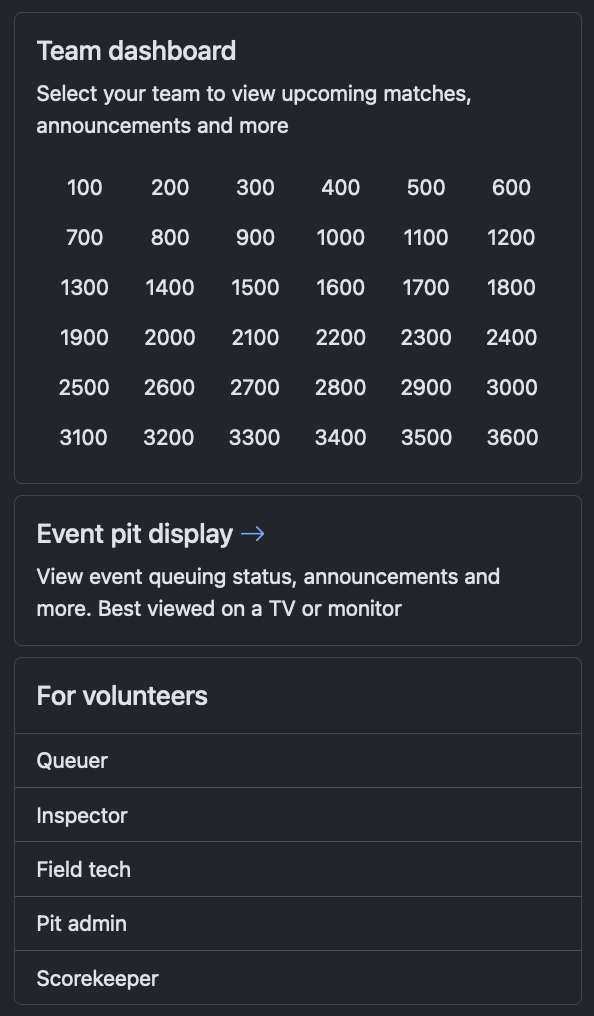 Team dashboard
Select your team to view upcoming matches,
announcements and more
100 200 300 400 500 600
700 800 900 1000 1100 1200
1300 1400 1500 1600 1700 1800
1900 2000 2100 2200 2300 2400
2500 2600 2700 2800 2900 3000
3100 3200 3300 3400 3500 3600
Event pit display →
View event queuing status, announcements and
more. Best viewed on a TV or monitor
For volunteers
Queuer
Inspector
Field tech
Pit admin
Scorekeeper